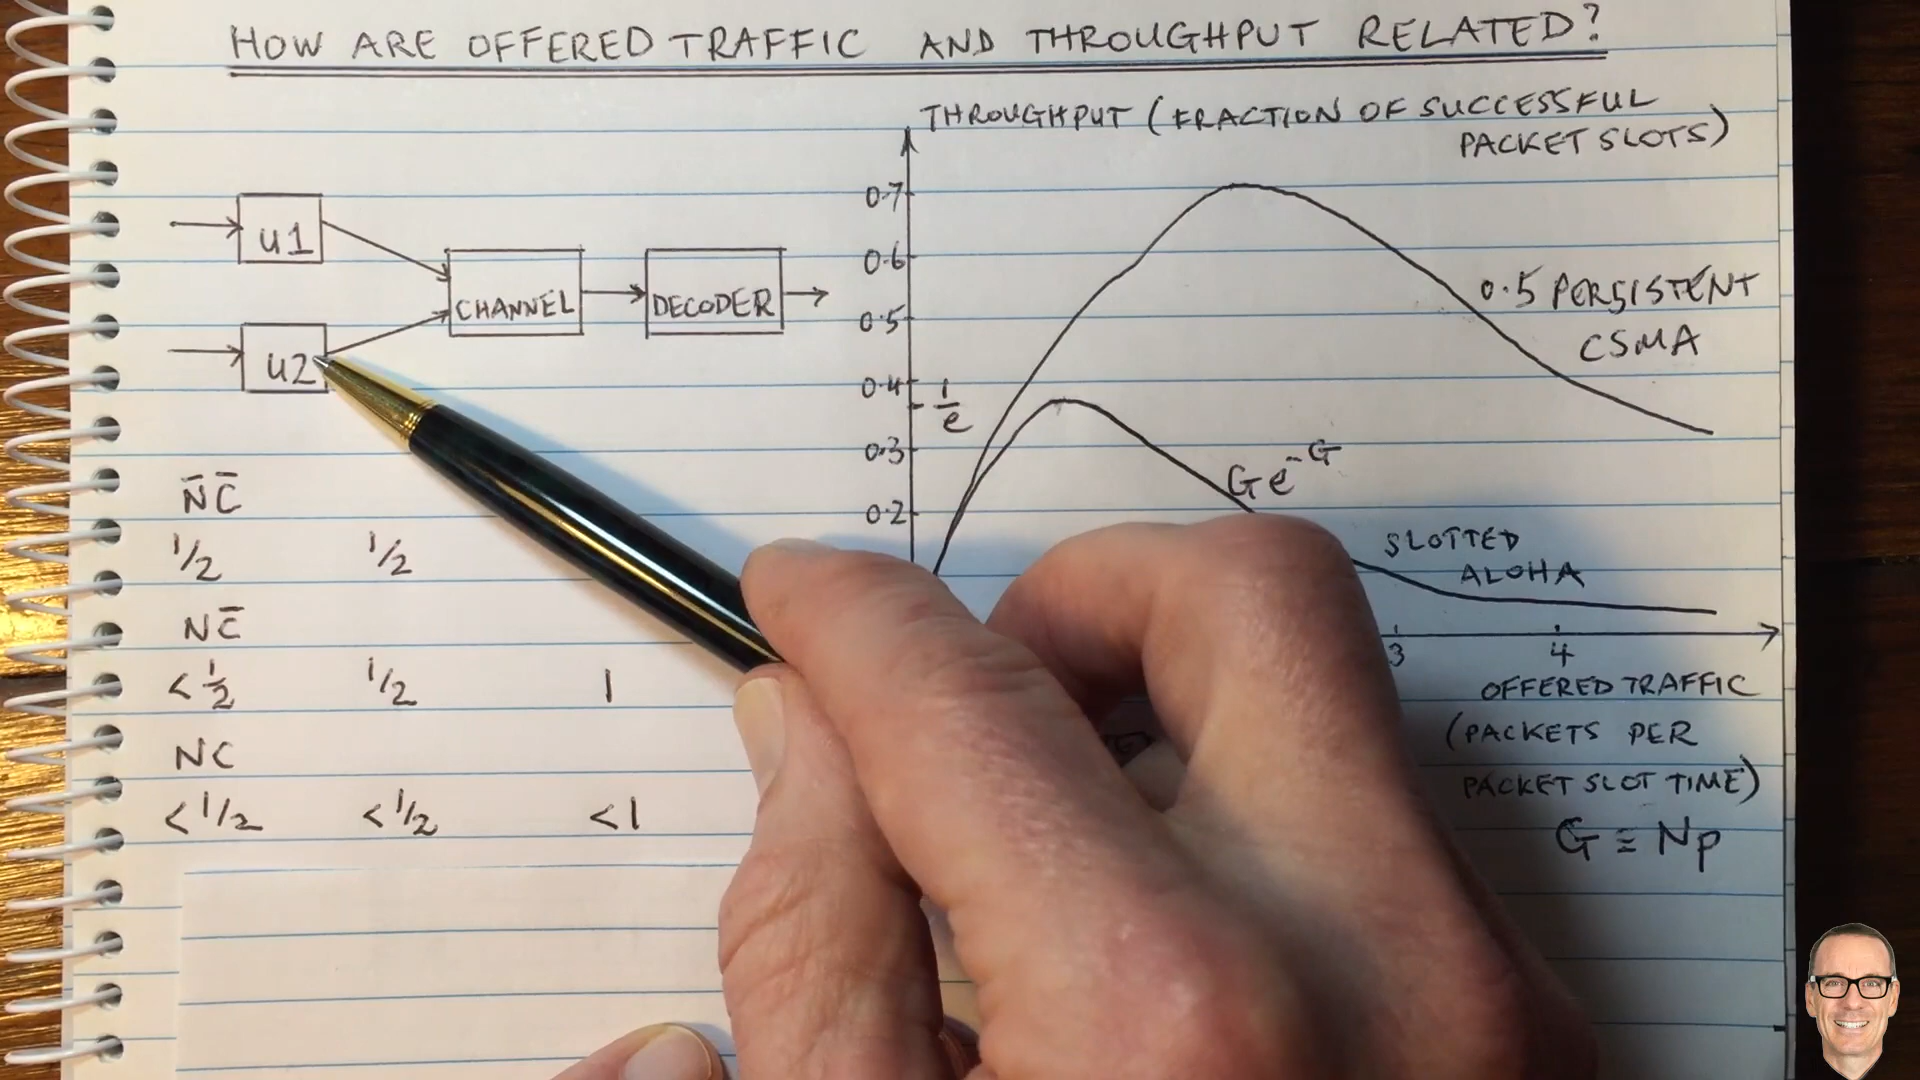 HOW ARE OFFERED TRAFFIC AND THROUGHPUT RELATED?
THROUGHPUT (FRACTION OF SUCCESSFUL
PACKET SLOTS)
U1
U2
CHANNEL
DECODER
0.7
0.6
0.5
0.4
1/e
0.3
0.2
0.5 PERSISTENT
CSMA
Ge^-G
SLOTTED
ALOHA
3 4
OFFERED TRAFFIC
(PACKETS PER
PACKET SLOT TIME)
G ≡ Np
N̄ C̄
1/2 1/2
N C̄
<1/2 1/2 1
NC
<1/2 <1/2 <1